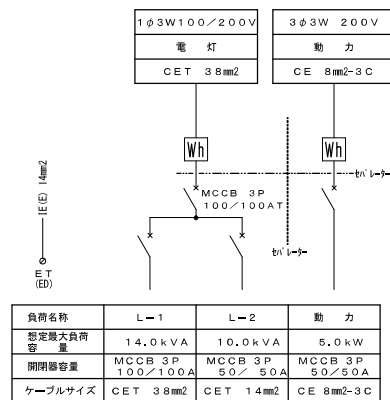 1φ3W100/200V
電 灯
CET 38mm2
3φ3W 200V
動 力
CE 8mm2-3C
Wh
Wh
セパレーター
MCCB 3P
100/100AT
セパレーター
IE(E) 14mm2
ET
(ED)
負荷名称 L-1 L-2 動 力
想定最大負荷容量 14.0kVA 10.0kVA 5.0kW
開閉器容量 MCCB 3P 100/100A MCCB 3P 50/ 50A MCCB 3P 50/50A
ケーブルサイズ CET 38mm2 CET 14mm2 CE 8mm2-3C